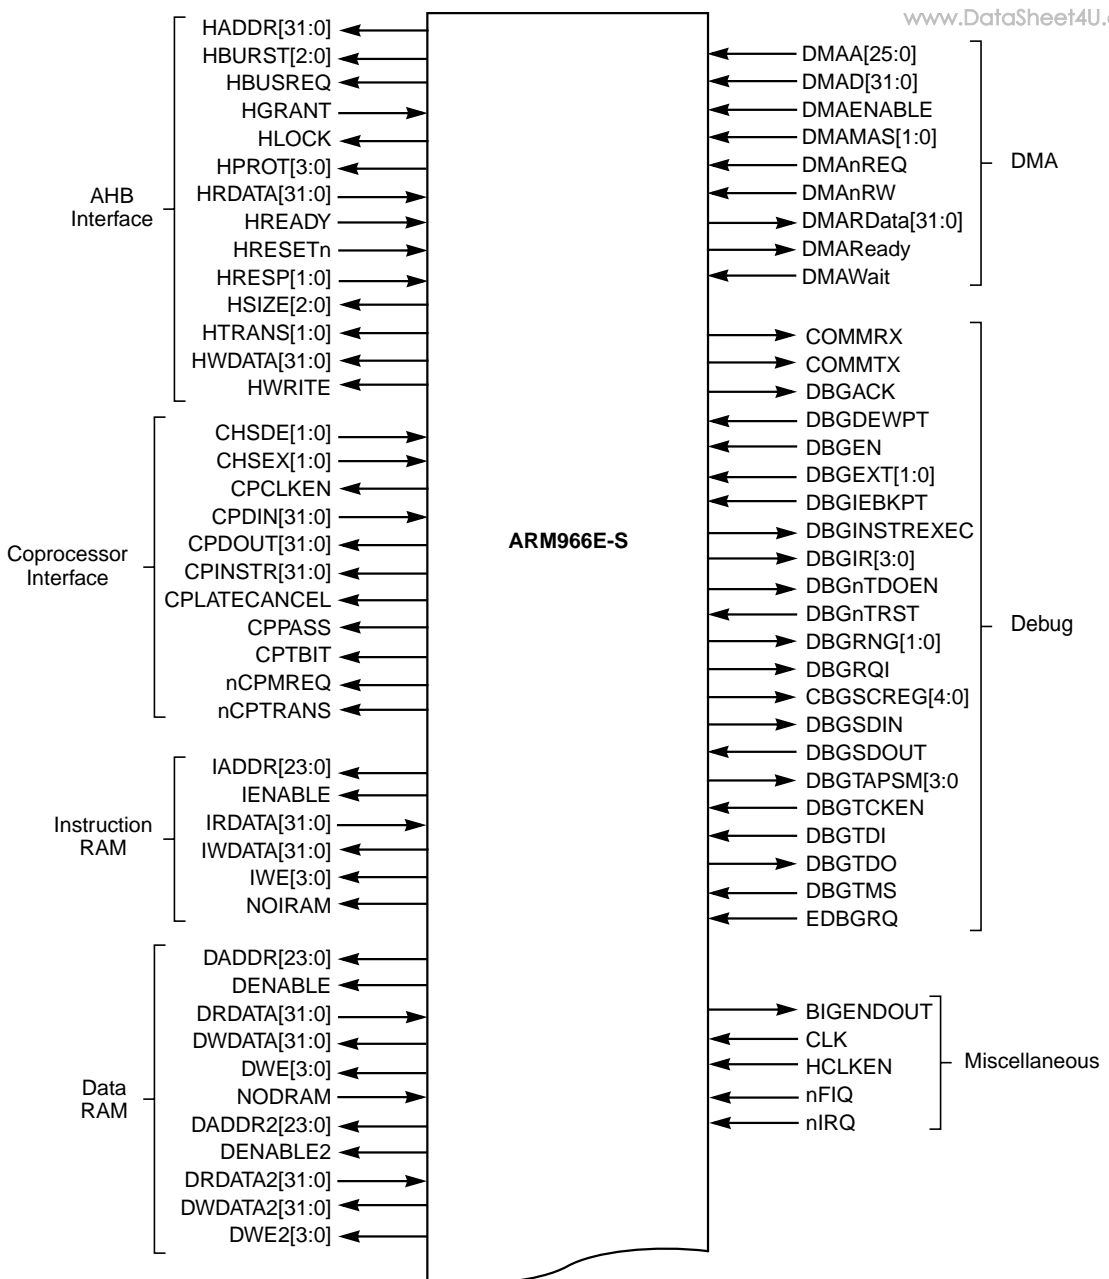 www.DataSheet4U.c
HADDR[31:0]
HBURST[2:0]
HBUSREQ
HGRANT
HLOCK
HPROT[3:0]
HRDATA[31:0]
HREADY
HRESETn
HRESP[1:0]
HSIZE[2:0]
HTRANS[1:0]
HWDATA[31:0]
HWRITE
AHB
Interface
CHSDE[1:0]
CHSEX[1:0]
CPCLKEN
CPDIN[31:0]
CPDOUT[31:0]
CPINSTR[31:0]
CPLATECANCEL
CPPASS
CPTBIT
nCPMREQ
nCPTRANS
Coprocessor
Interface
IADDR[23:0]
IENABLE
IRDATA[31:0]
IWDATA[31:0]
IWE[3:0]
NOIRAM
Instruction
RAM
DADDR[23:0]
DENABLE
DRDATA[31:0]
DWDATA[31:0]
DWE[3:0]
NODRAM
DADDR2[23:0]
DENABLE2
DRDATA2[31:0]
DWDATA2[31:0]
DWE2[3:0]
Data
RAM
ARM966E-S
DMAA[25:0]
DMAD[31:0]
DMAENABLE
DMAMAS[1:0]
DMAnREQ
DMAnRW
DMARData[31:0]
DMAReady
DMAWait
DMA
COMMRX
COMMTX
DBGACK
DBGDEWPT
DBGEN
DBGEXT[1:0]
DBGIEBKPT
DBGINSTREXEC
DBGIR[3:0]
DBGnTDOEN
DBGnTRST
DBGRNG[1:0]
DBGRQI
CBGSCREG[4:0]
DBGSDIN
DBGSDOUT
DBGTAPSM[3:0
DBGTCKEN
DBGTDI
DBGTDO
DBGTMS
EDBGRQ
Debug
BIGENDOUT
CLK
HCLKEN
nFIQ
nIRQ
Miscellaneous